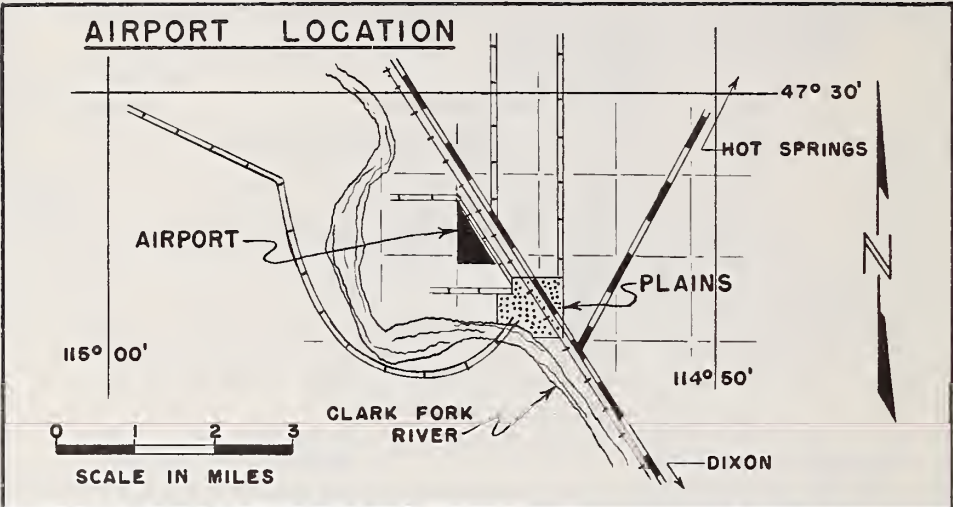 AIRPORT LOCATION
47° 30'
HOT SPRINGS
AIRPORT
N
PLAINS
115° 00'
114° 50'
CLARK FORK
RIVER
0 1 2 3
SCALE IN MILES
DIXON